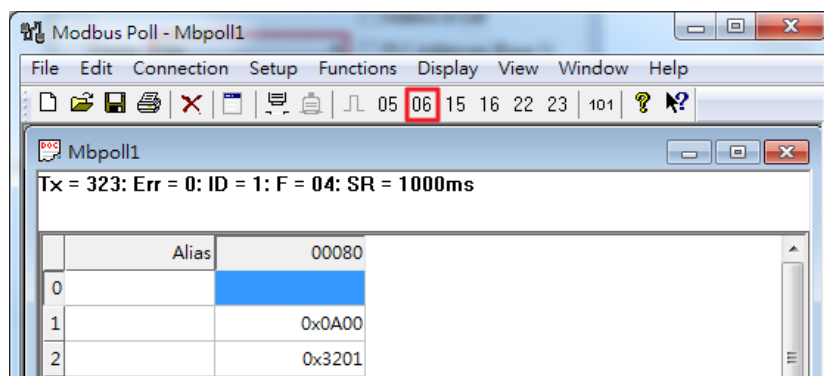 Modbus Poll - Mbpoll1
File Edit Connection Setup Functions Display View Window Help
05 06 15 16 22 23 101
Mbpoll1
Tx = 323: Err = 0: ID = 1: F = 04: SR = 1000ms
Alias 00080
0
1 0x0A00
2 0x3201